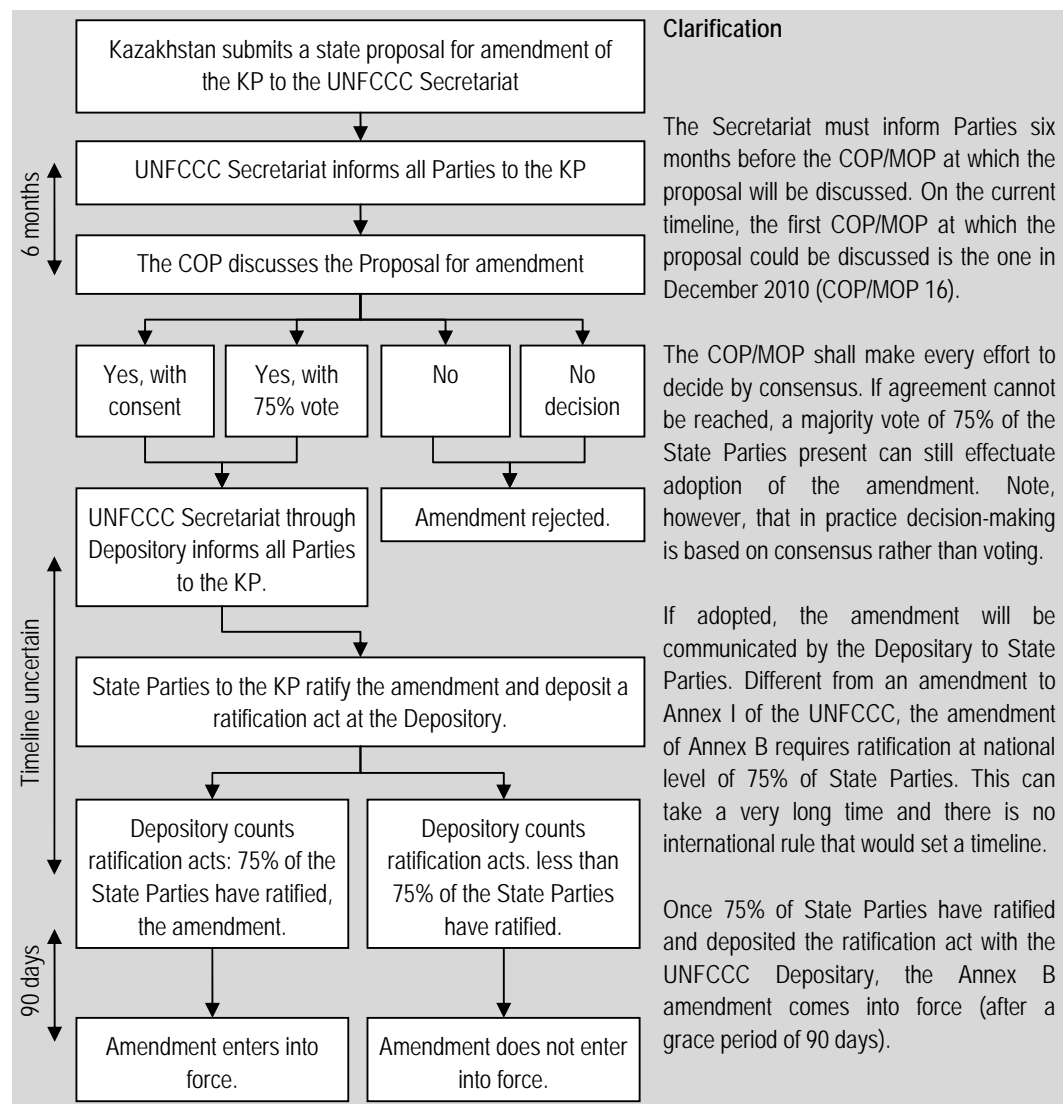 Kazakhstan submits a state proposal for amendment of
the KP to the UNFCCC Secretariat
UNFCCC Secretariat informs all Parties to the KP
6 months
The COP discusses the Proposal for amendment
Yes, with
consent
Yes, with
75% vote
No
No
decision
UNFCCC Secretariat through
Depository informs all Parties
to the KP.
Amendment rejected.
Timeline uncertain
State Parties to the KP ratify the amendment and deposit a
ratification act at the Depository.
Depository counts
ratification acts: 75% of the
State Parties have ratified,
the amendment.
Depository counts
ratification acts. less than
75% of the State Parties
have ratified.
90 days
Amendment enters into
force.
Amendment does not enter
into force.
Clarification
The Secretariat must inform Parties six
months before the COP/MOP at which the
proposal will be discussed. On the current
timeline, the first COP/MOP at which the
proposal could be discussed is the one in
December 2010 (COP/MOP 16).
The COP/MOP shall make every effort to
decide by consensus. If agreement cannot
be reached, a majority vote of 75% of the
State Parties present can still effectuate
adoption of the amendment. Note,
however, that in practice decision-making
is based on consensus rather than voting.
If adopted, the amendment will be
communicated by the Depositary to State
Parties. Different from an amendment to
Annex I of the UNFCCC, the amendment
of Annex B requires ratification at national
level of 75% of State Parties. This can
take a very long time and there is no
international rule that would set a timeline.
Once 75% of State Parties have ratified
and deposited the ratification act with the
UNFCCC Depositary, the Annex B
amendment comes into force (after a
grace period of 90 days).